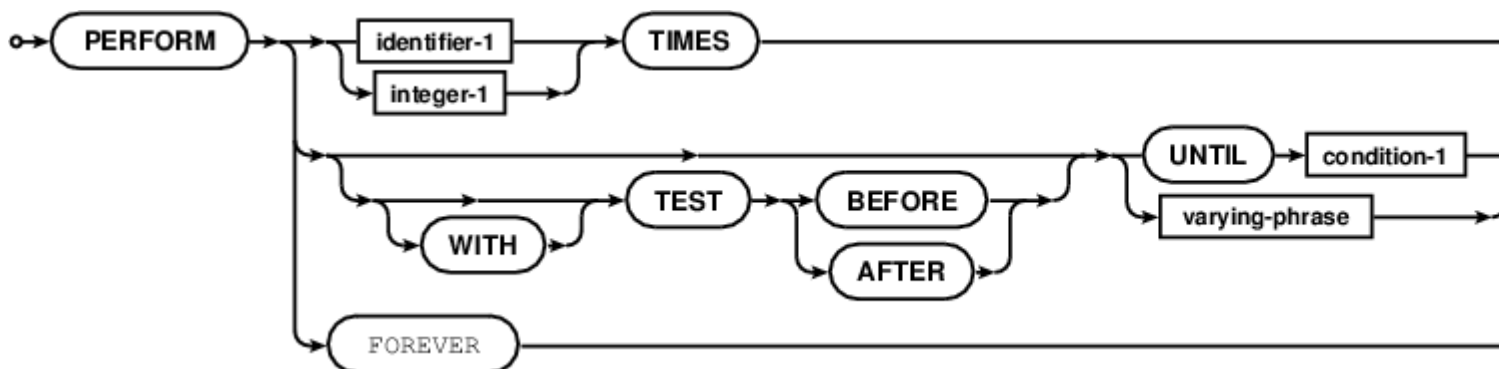 PERFORM identifier-1 TIMES
integer-1
UNTIL condition-1
TEST BEFORE varying-phrase
WITH AFTER
FOREVER